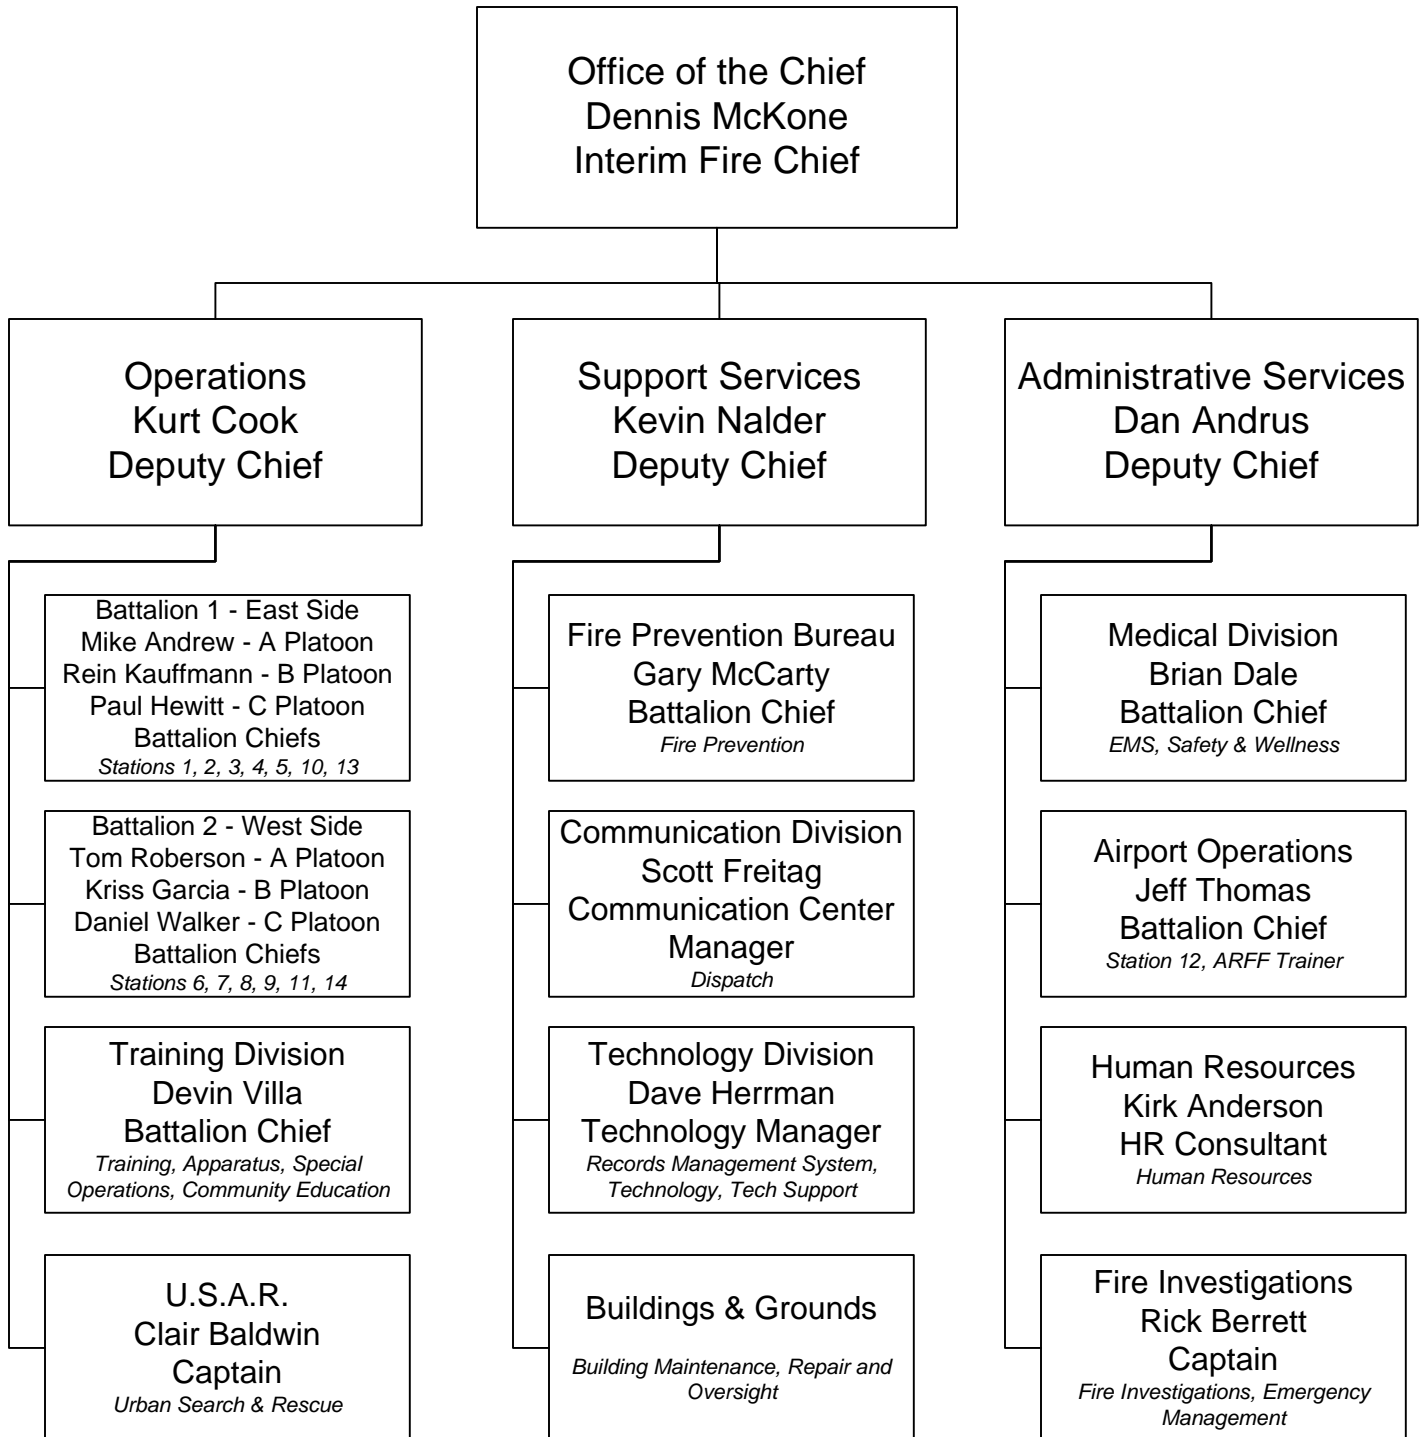 Office of the Chief
Dennis McKone
Interim Fire Chief
Operations
Kurt Cook
Deputy Chief
Support Services
Kevin Nalder
Deputy Chief
Administrative Services
Dan Andrus
Deputy Chief
Battalion 1 - East Side
Mike Andrew - A Platoon
Rein Kauffmann - B Platoon
Paul Hewitt - C Platoon
Battalion Chiefs
Stations 1, 2, 3, 4, 5, 10, 13
Battalion 2 - West Side
Tom Roberson - A Platoon
Kriss Garcia - B Platoon
Daniel Walker - C Platoon
Battalion Chiefs
Stations 6, 7, 8, 9, 11, 14
Training Division
Devin Villa
Battalion Chief
Training, Apparatus, Special
Operations, Community Education
U.S.A.R.
Clair Baldwin
Captain
Urban Search & Rescue
Fire Prevention Bureau
Gary McCarty
Battalion Chief
Fire Prevention
Communication Division
Scott Freitag
Communication Center
Manager
Dispatch
Technology Division
Dave Herrman
Technology Manager
Records Management System,
Technology, Tech Support
Buildings & Grounds
Building Maintenance, Repair and
Oversight
Medical Division
Brian Dale
Battalion Chief
EMS, Safety & Wellness
Airport Operations
Jeff Thomas
Battalion Chief
Station 12, ARFF Trainer
Human Resources
Kirk Anderson
HR Consultant
Human Resources
Fire Investigations
Rick Berrett
Captain
Fire Investigations, Emergency
Management